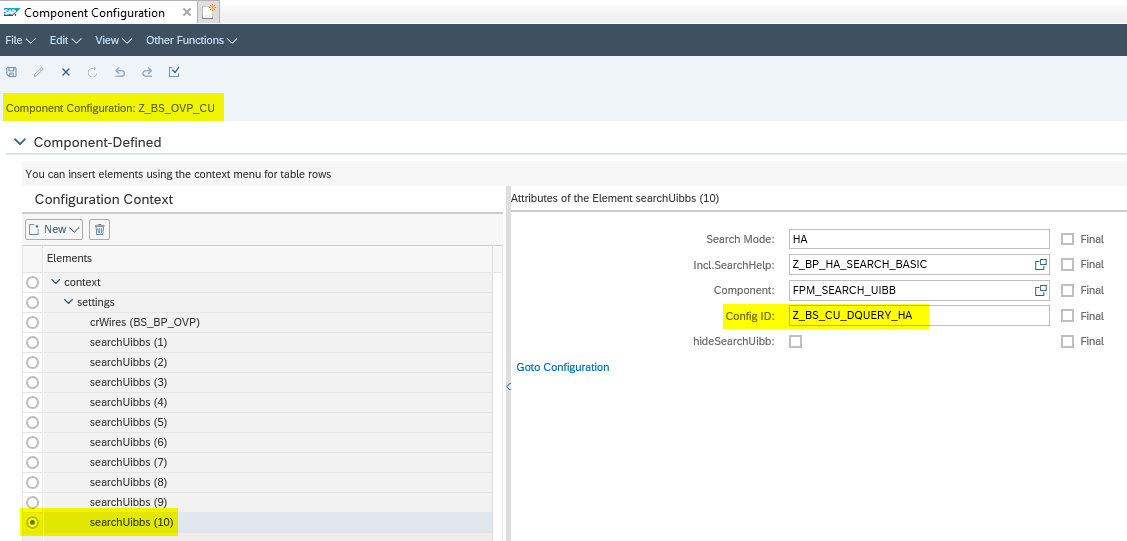 SAP Component Configuration
File Edit View Other Functions
Component Configuration: Z_BS_OVP_CU
Component-Defined
You can insert elements using the context menu for table rows
Configuration Context
New
Elements
context
settings
crWires (BS_BP_OVP)
searchUibbs (1)
searchUibbs (2)
searchUibbs (3)
searchUibbs (4)
searchUibbs (5)
searchUibbs (6)
searchUibbs (7)
searchUibbs (8)
searchUibbs (9)
searchUibbs (10)
Attributes of the Element searchUibbs (10)
Search Mode: HA Final
Incl.SearchHelp: Z_BP_HA_SEARCH_BASIC Final
Component: FPM_SEARCH_UIBB Final
Config ID: Z_BS_CU_DQUERY_HA Final
hideSearchUibb: Final
Goto Configuration